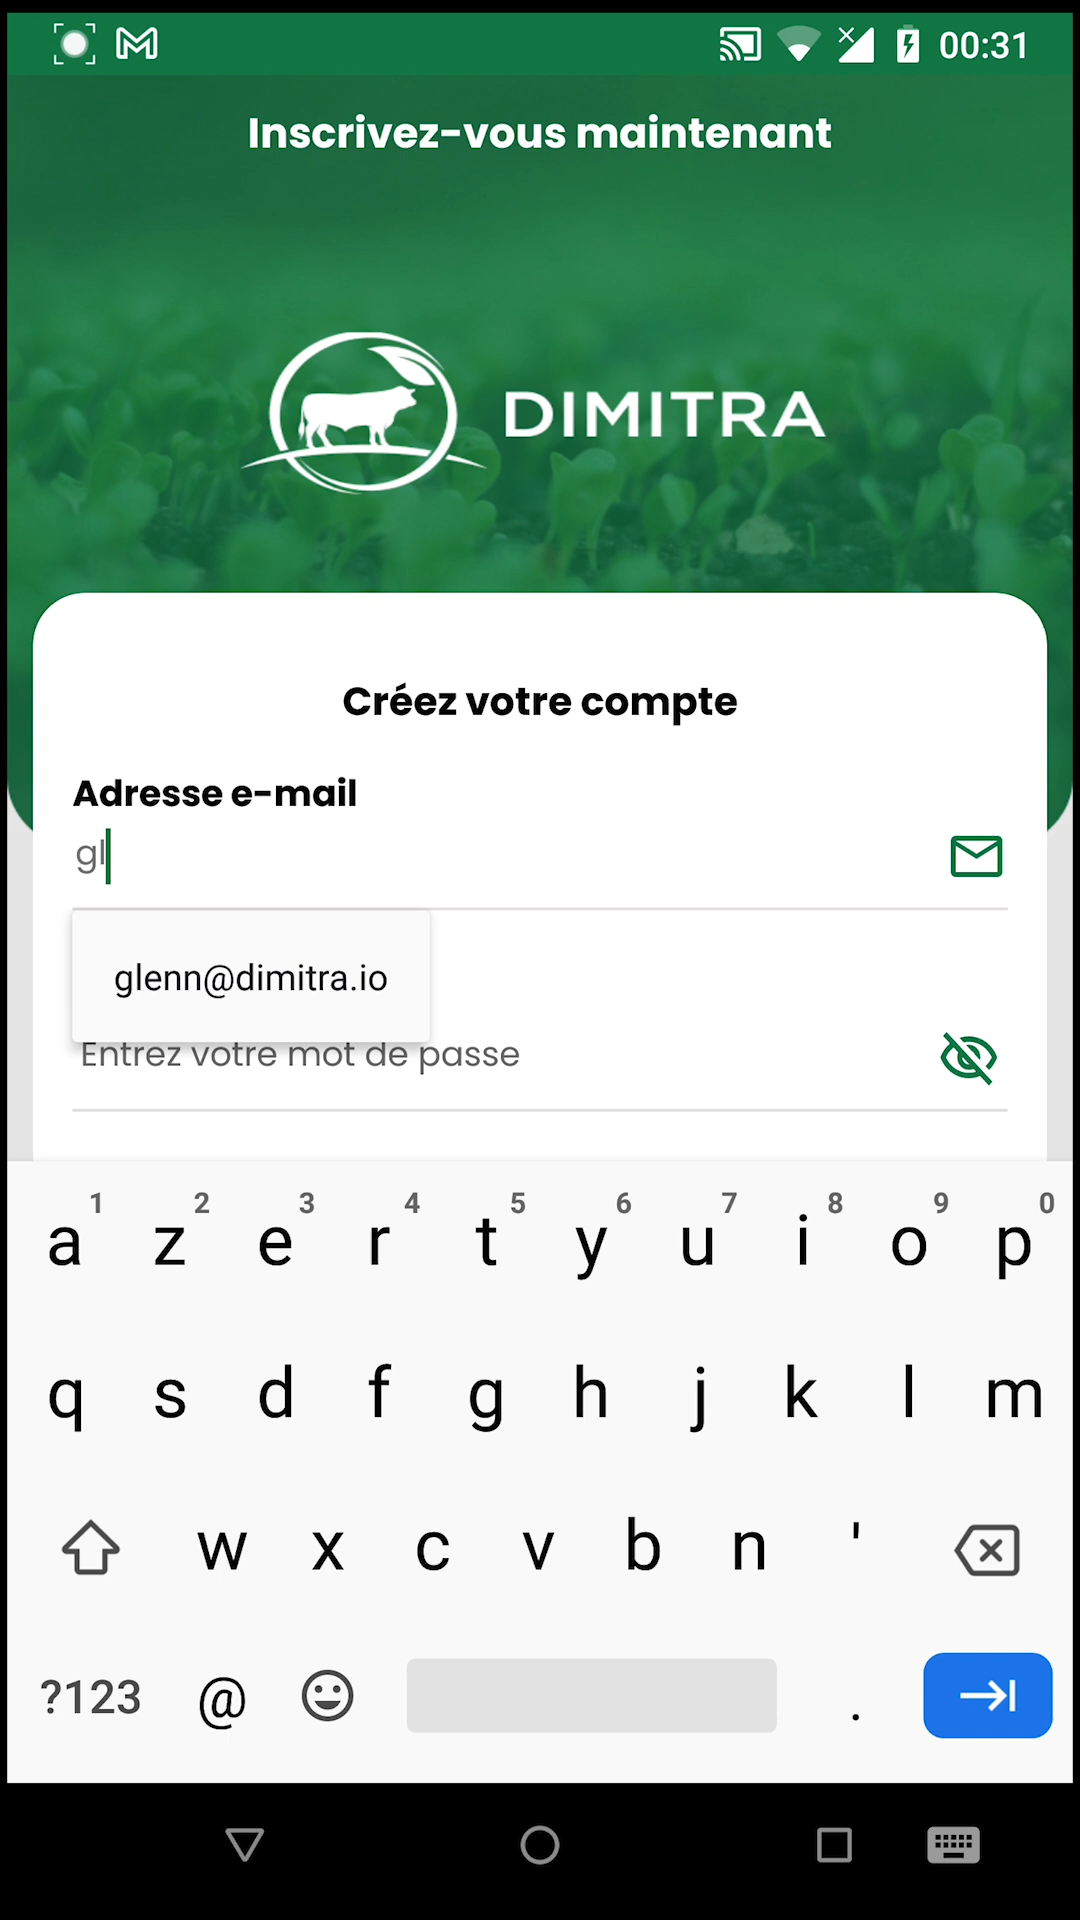 00:31
Inscrivez-vous maintenant
DIMITRA
Créez votre compte
Adresse e-mail
gl
glenn@dimitra.io
Entrez votre mot de passe
1 2 3 4 5 6 7 8 9 0
a z e r t y u i o p
q s d f g h j k l m
w x c v b n '
?123 @ .